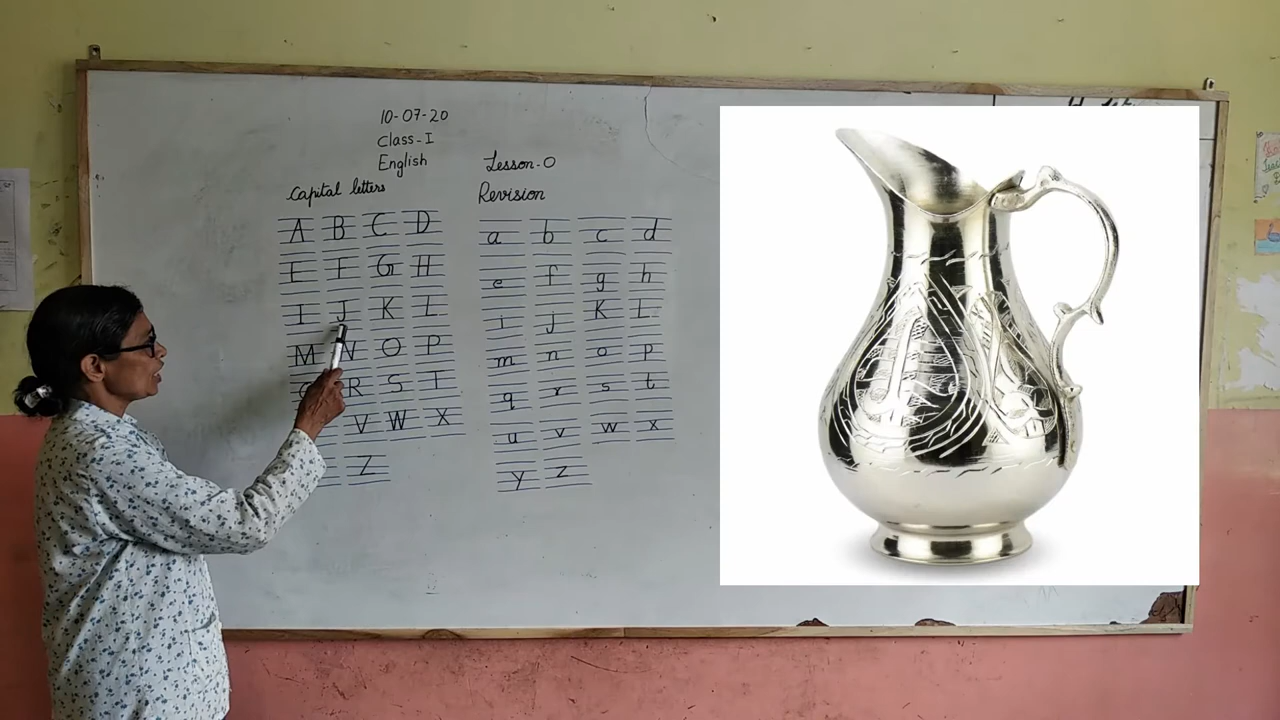 10-07-20
Class-I
English
Lesson-0
Capital letters
Revision
A B C D
E F G H
I J K L
M N O P
R S T
V W X
Z
a b c d
e f g h
i j K L
m n o p
q r s t
u v w x
y z